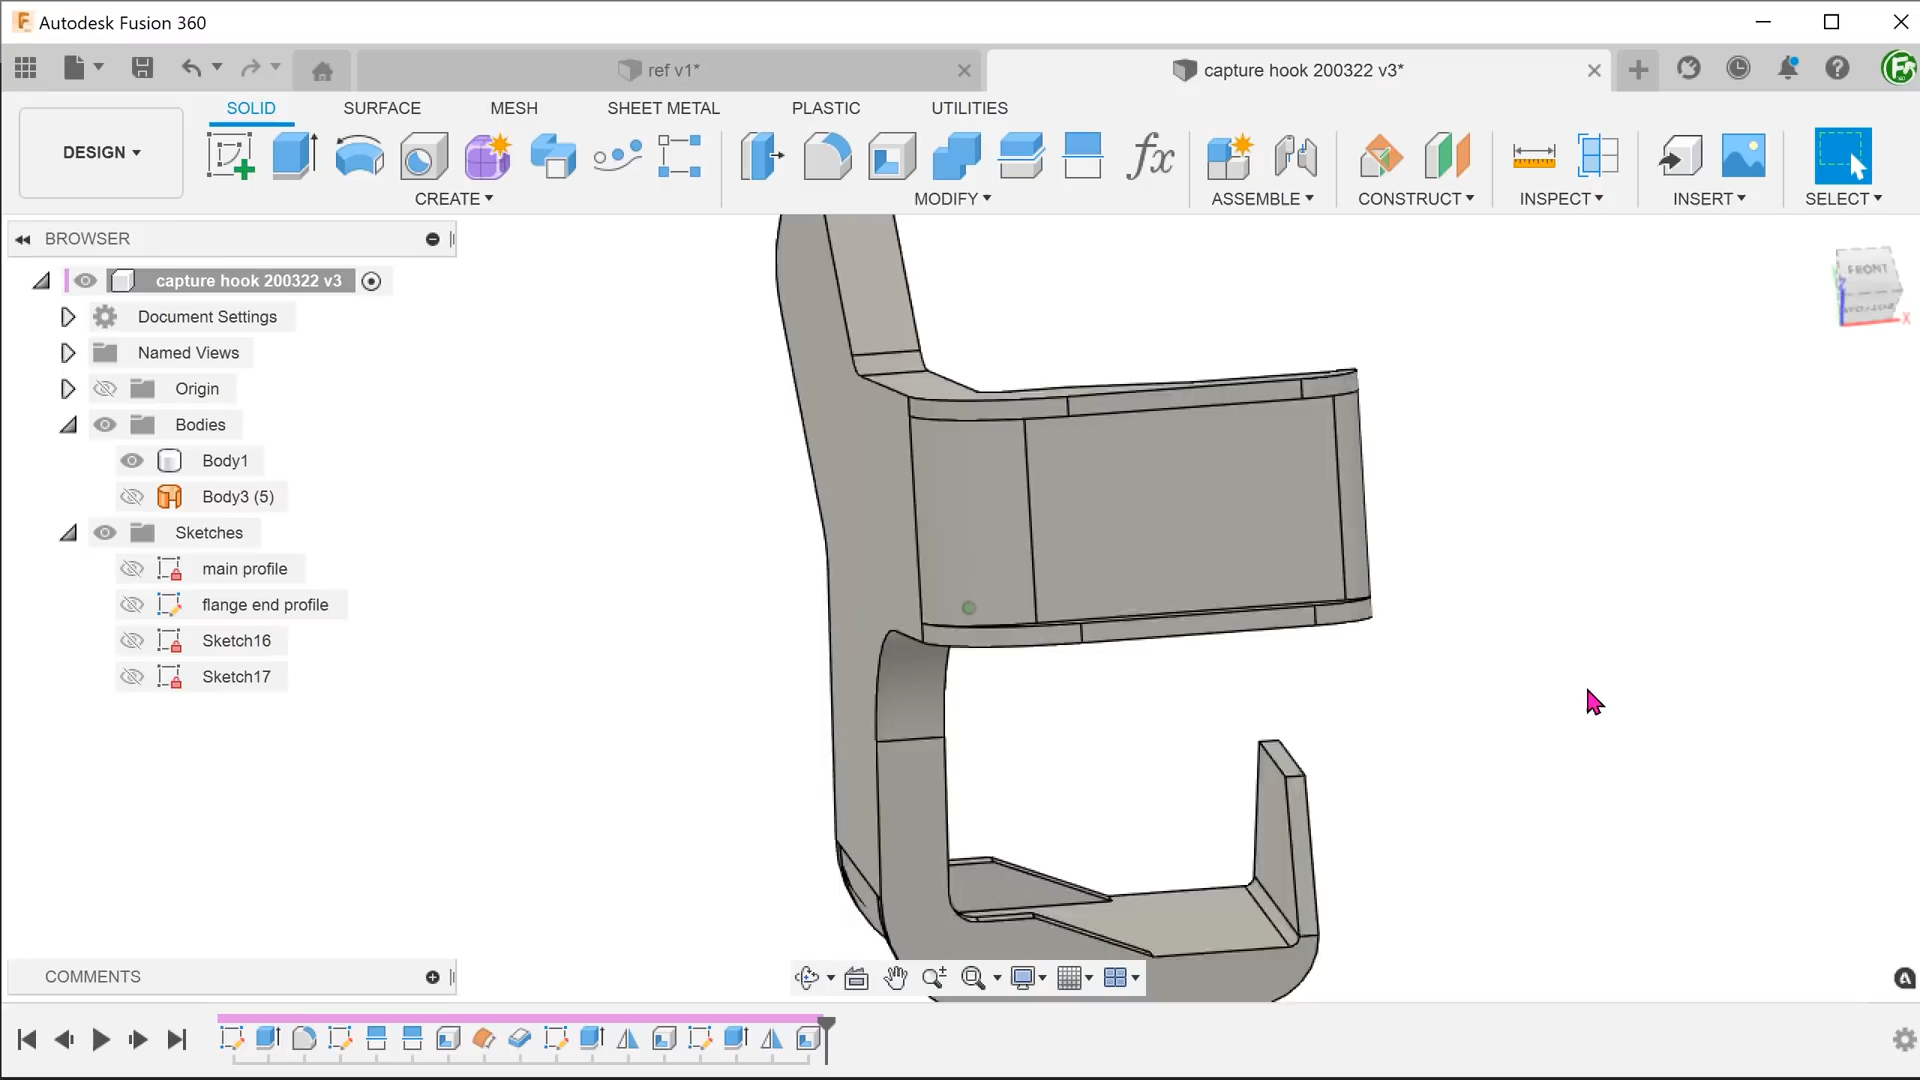 Autodesk Fusion 360
ref v1*
capture hook 200322 v3*
SOLID
SURFACE
MESH
SHEET METAL
PLASTIC
UTILITIES
DESIGN
CREATE
MODIFY
ASSEMBLE
CONSTRUCT
INSPECT
INSERT
SELECT
BROWSER
capture hook 200322 v3
Document Settings
Named Views
Origin
Bodies
Body1
Body3 (5)
Sketches
main profile
flange end profile
Sketch16
Sketch17
FRONT
Z
X
COMMENTS